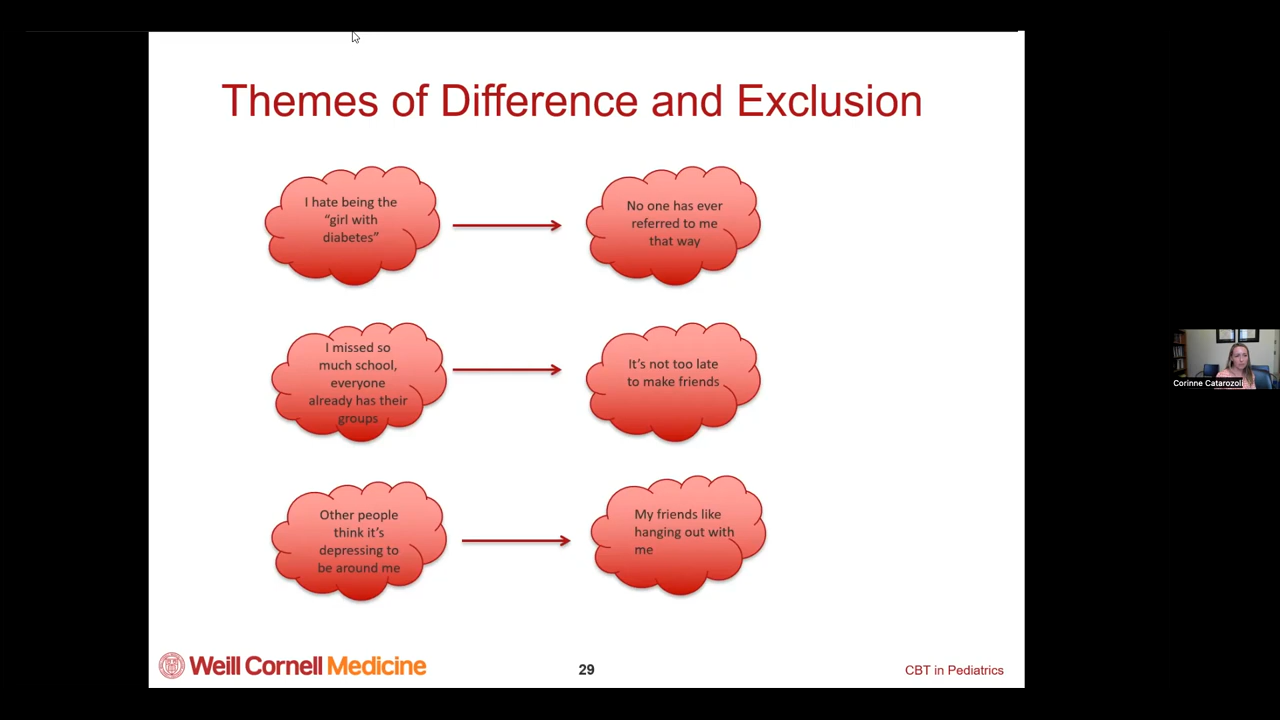 Themes of Difference and Exclusion
I hate being the
“girl with
diabetes”
No one has ever
referred to me
that way
I missed so
much school,
everyone
already has their
groups
It’s not too late
to make friends
Other people
think it’s
depressing to
be around me
My friends like
hanging out with
me
Corinne Catarozoli
Weill Cornell Medicine
29
CBT in Pediatrics